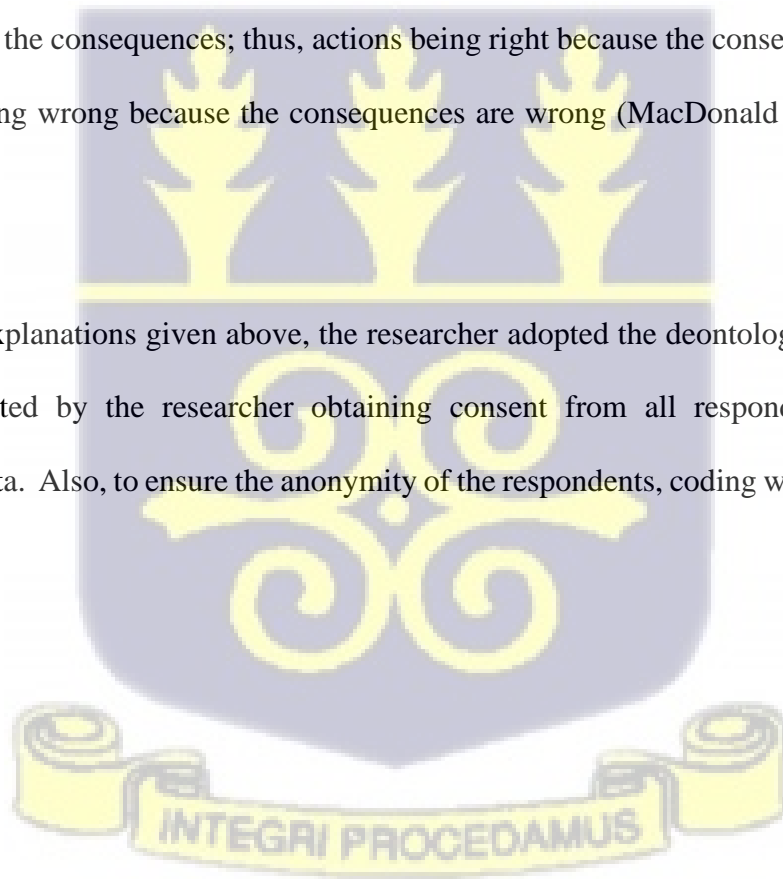 the consequences; thus, actions being right because the conse
ng wrong because the consequences are wrong (MacDonald
xplanations given above, the researcher adopted the deontolog
ted by the researcher obtaining consent from all respond
ta. Also, to ensure the anonymity of the respondents, coding w
INTEGRI PROCEDAMUS